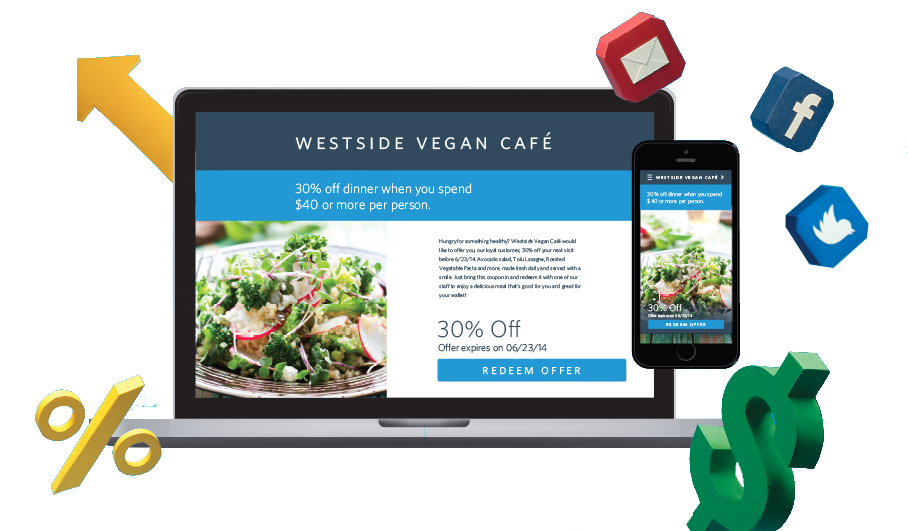 WESTSIDE VEGAN CAFÉ
30% off dinner when you spend
$40 or more per person.
Hungry for something healthy? Westside Vegan Café would
like to offer you, our loyal customer, 30% off your next visit
before 6/23/14. Avocado salad, Tofu Lasagne, Roasted
Vegetable Pasta and more, made fresh daily and served with a
smile. Just bring this coupon in and redeem it with one of our
staff to enjoy a delicious meal that's good for you and great for
your wallet!
30% Off
Offer expires on 06/23/14
REDEEM OFFER
WESTSIDE VEGAN CAFÉ
30% off dinner when you spend
$40 or more per person.
30% Off
Offer expires on 06/23/14
REDEEM OFFER
f
%
$